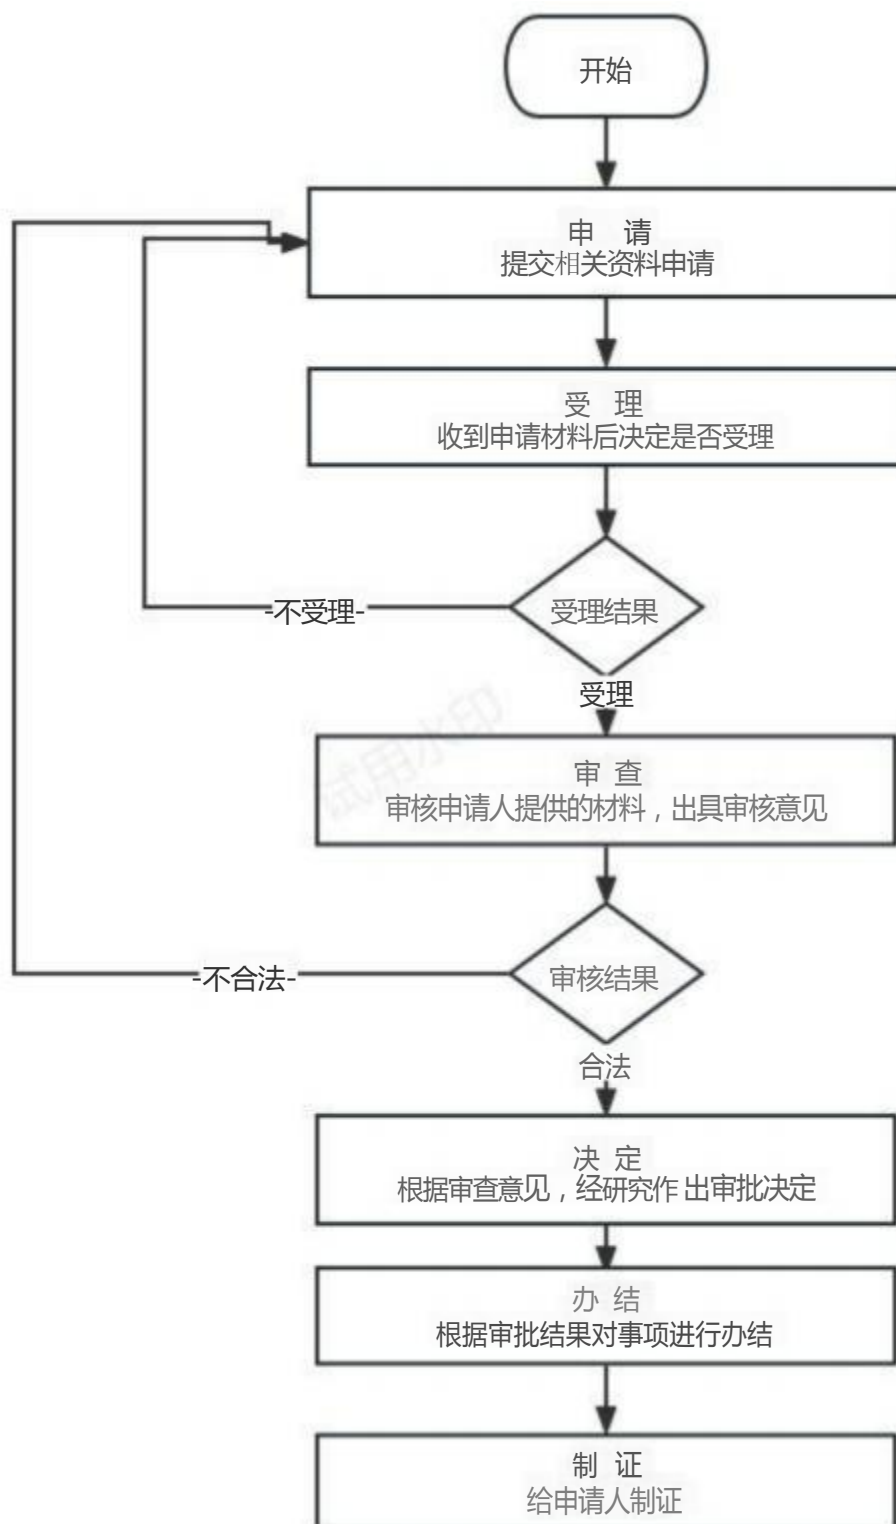 开始
申 请
提交相关资料申请
受 理
收到申请材料后决定是否受理
受理结果
-不受理-
受理
试用水印
审 查
审核申请人提供的材料，出具审核意见
审核结果
-不合法-
合法
决 定
根据审查意见，经研究作 出审批决定
办 结
根据审批结果对事项进行办结
制 证
给申请人制证